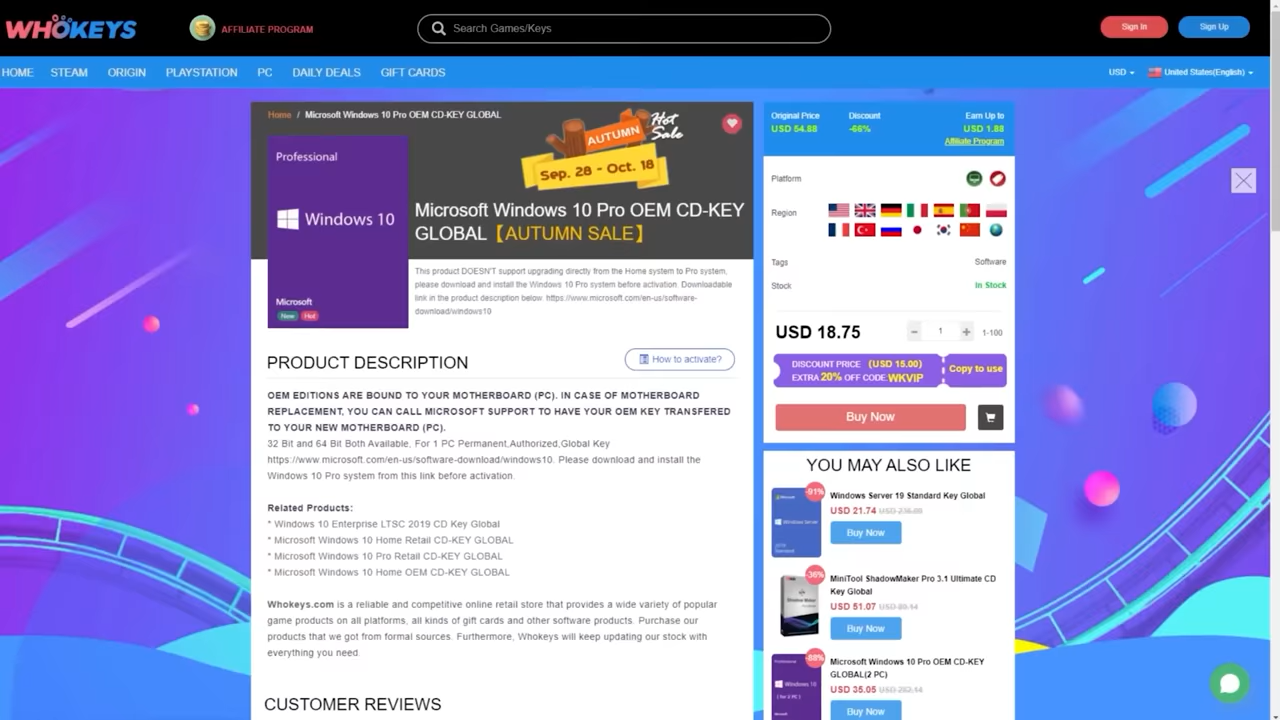 WHOKEYS
AFFILIATE PROGRAM
Search Games/Keys
Sign In
Sign Up
HOME STEAM ORIGIN PLAYSTATION PC DAILY DEALS GIFT CARDS
USD
United States(English)
Home / Microsoft Windows 10 Pro OEM CD-KEY GLOBAL
AUTUMN
Hot Sale
Sep. 28 - Oct. 18
Professional
Windows 10
Microsoft
New Hot
Microsoft Windows 10 Pro OEM CD-KEY
GLOBAL【AUTUMN SALE】
This product DOESN'T support upgrading directly from the Home system to Pro system,
please download and install the Windows 10 Pro system before activation. Downloadable
link in the product description below. https://www.microsoft.com/en-us/software-
download/windows10
PRODUCT DESCRIPTION
How to activate?
OEM EDITIONS ARE BOUND TO YOUR MOTHERBOARD (PC). IN CASE OF MOTHERBOARD
REPLACEMENT, YOU CAN CALL MICROSOFT SUPPORT TO HAVE YOUR OEM KEY TRANSFERED
TO YOUR NEW MOTHERBOARD (PC).
32 Bit and 64 Bit Both Available, For 1 PC Permanent,Authorized,Global Key
https://www.microsoft.com/en-us/software-download/windows10. Please download and install the
Windows 10 Pro system from this link before activation.
Related Products:
* Windows 10 Enterprise LTSC 2019 CD Key Global
* Microsoft Windows 10 Home Retail CD-KEY GLOBAL
* Microsoft Windows 10 Pro Retail CD-KEY GLOBAL
* Microsoft Windows 10 Home OEM CD-KEY GLOBAL
Whokeys.com is a reliable and competitive online retail store that provides a wide variety of popular
game products on all platforms, all kinds of gift cards and other software products. Purchase our
products that we got from formal sources. Furthermore, Whokeys will keep updating our stock with
everything you need.
CUSTOMER REVIEWS
Original Price Discount Earn Up to
USD 54.88 -66% USD 1.88
Affiliate Program
Platform
Region
Tags Software
Stock In Stock
USD 18.75
- 1 + 1-100
DISCOUNT PRICE (USD 15.00)
EXTRA 20% OFF CODE WKVIP
Copy to use
Buy Now
YOU MAY ALSO LIKE
-91%
Windows Server
Windows Server 19 Standard Key Global
USD 21.74
Buy Now
-36%
MiniTool ShadowMaker Pro 3.1 Ultimate CD
Key Global
USD 51.07
Buy Now
-88%
Professional
Windows 10
Microsoft Windows 10 Pro OEM CD-KEY
GLOBAL(2 PC)
USD 35.05
Buy Now